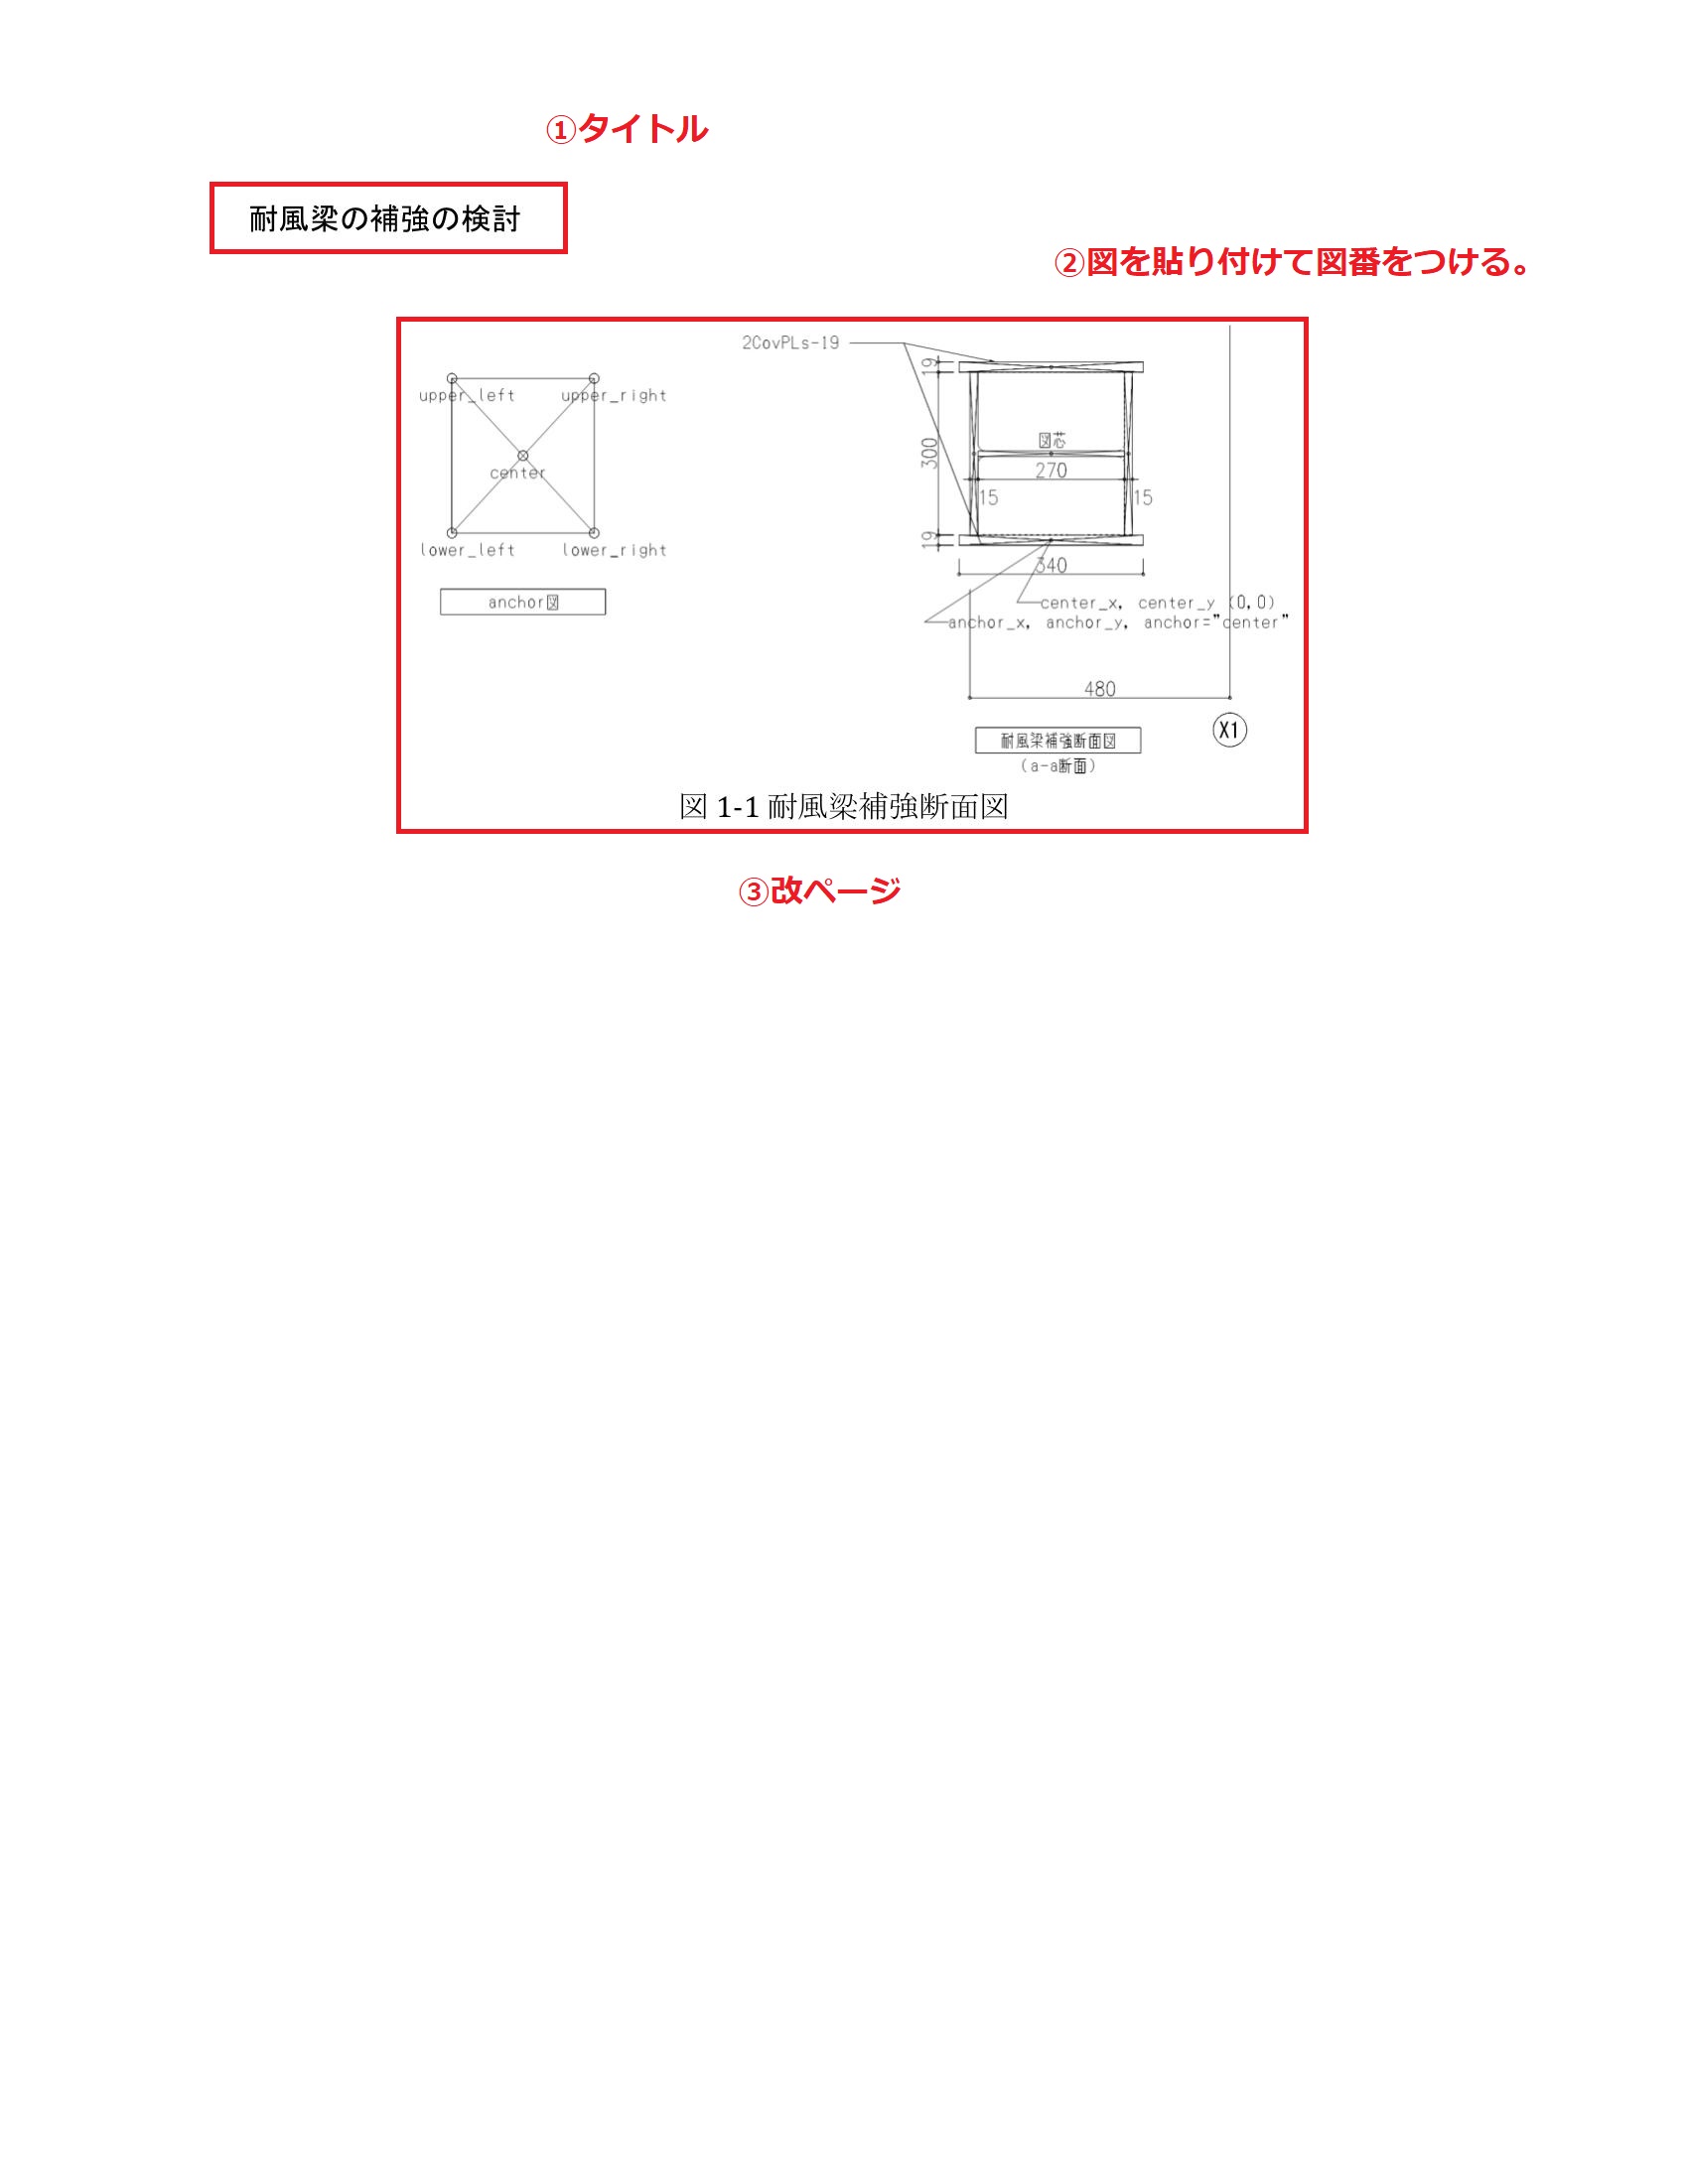 ①タイトル
耐風梁の補強の検討
②図を貼り付けて図番をつける。
2CovPLs-19
upper_left
upper_right
center
lower_left
lower_right
anchor図
19
300
19
図芯
270
15
15
340
center_x, center_y (0,0)
anchor_x, anchor_y, anchor="center"
480
X1
耐風梁補強断面図
(a-a断面)
図 1-1 耐風梁補強断面図
③改ページ